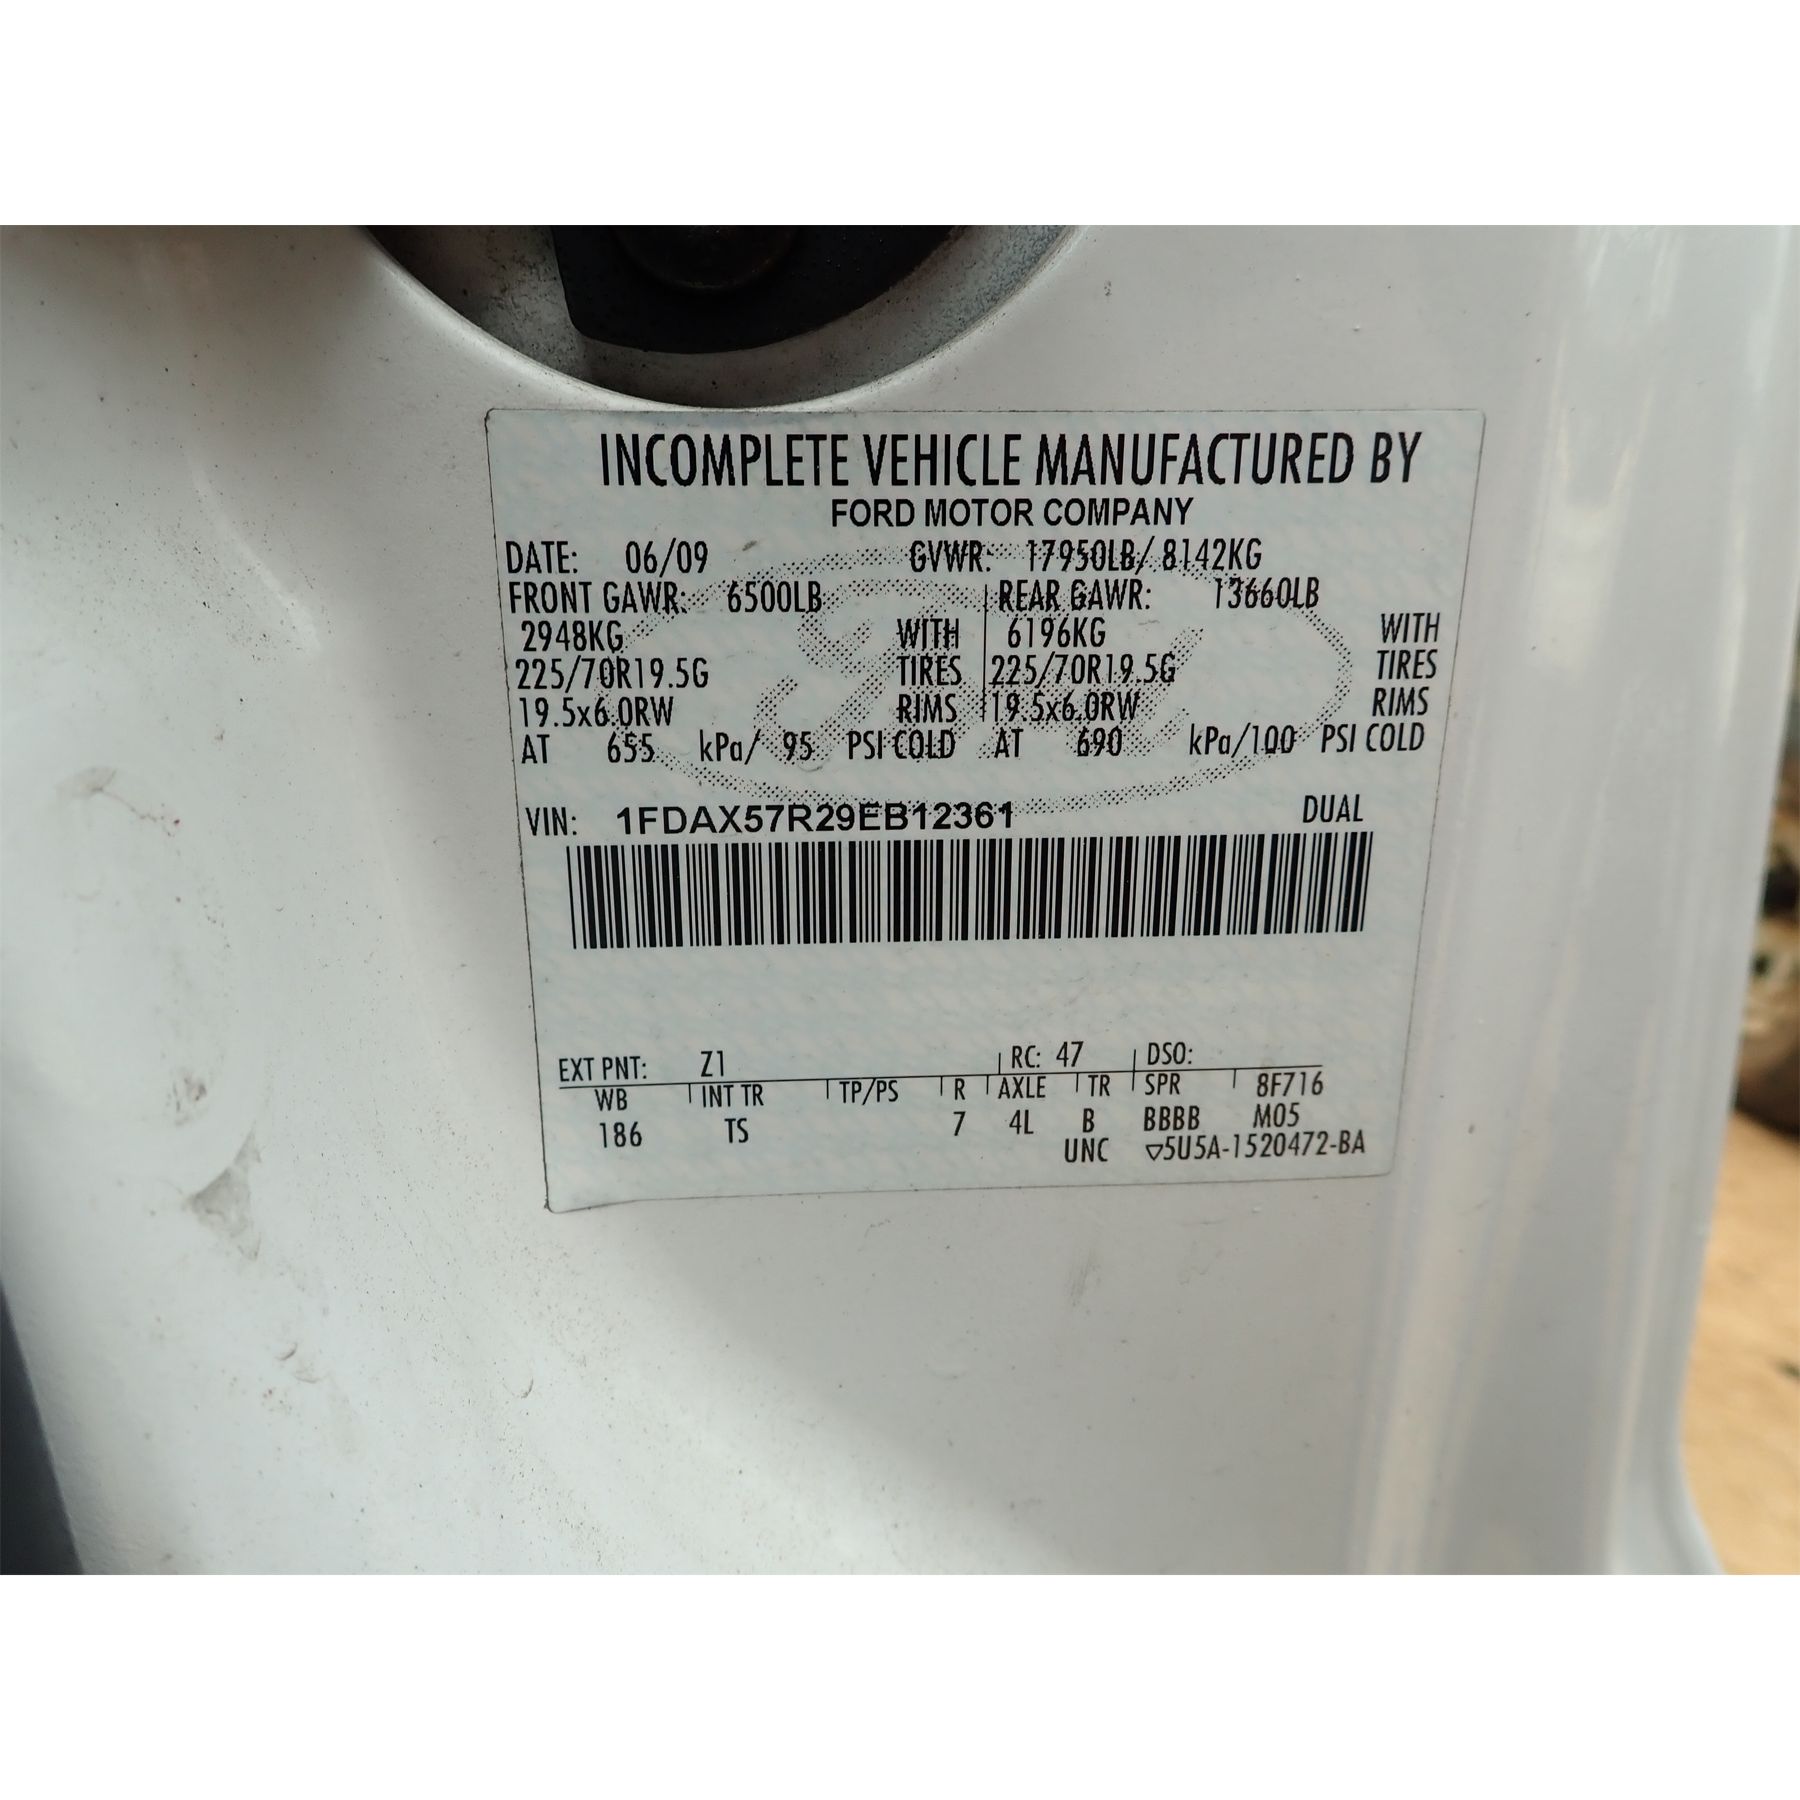 INCOMPLETE VEHICLE MANUFACTURED BY
FORD MOTOR COMPANY
DATE: 06/09 GVWR: 17950LB/ 8142KG
FRONT GAWR: 6500LB REAR GAWR: 13660LB
2948KG WITH 6196KG WITH
225/70R19.5G TIRES 225/70R19.5G TIRES
19.5x6.0RW RIMS 19.5x6.0RW RIMS
AT 655 kPa/ 95 PSI COLD AT 690 kPa/100 PSI COLD
VIN: 1FDAX57R29EB12361 DUAL
EXT PNT: Z1 RC: 47 DSO:
WB INT TR TP/PS R AXLE TR SPR 8F716
186 TS 7 4L B BBBB M05
UNC ▽5U5A-1520472-BA